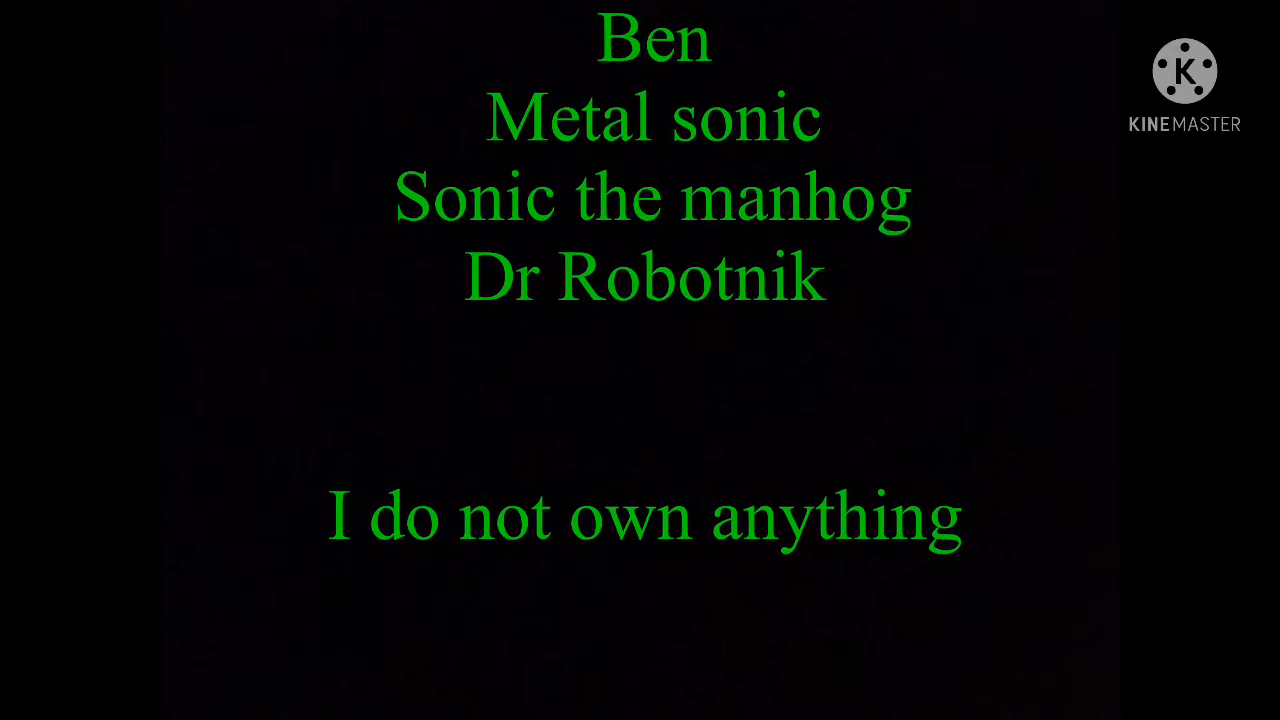 Ben
Metal sonic
Sonic the manhog
Dr Robotnik
I do not own anything
K
KINEMASTER